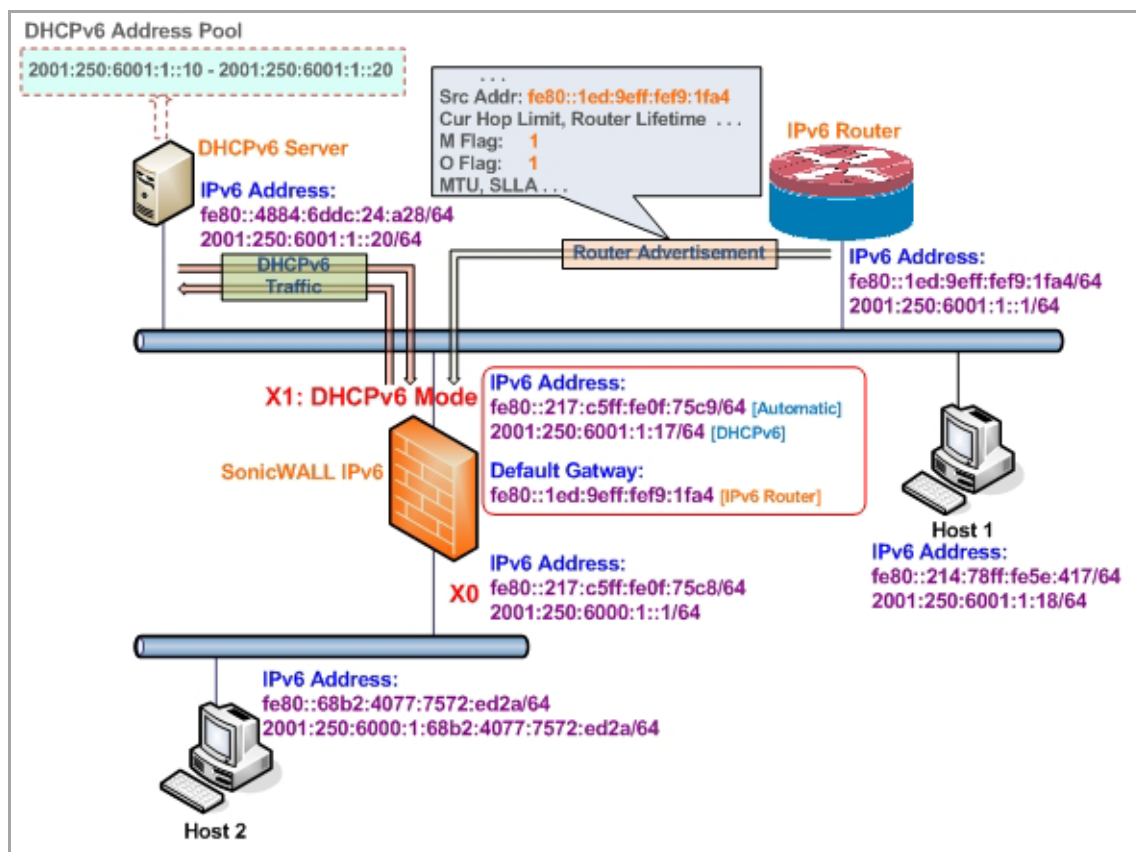 DHCPv6 Address Pool
2001:250:6001:1::10 - 2001:250:6001:1::20
DHCPv6 Server
IPv6 Address:
fe80::4884:6ddc:24:a28/64
2001:250:6001:1::20/64
DHCPv6
Traffic
. . .
Src Addr: fe80::1ed:9eff:fef9:1fa4
Cur Hop Limit, Router Lifetime . . .
M Flag: 1
O Flag: 1
MTU, SLLA . . .
Router Advertisement
IPv6 Router
IPv6 Address:
fe80::1ed:9eff:fef9:1fa4/64
2001:250:6001:1::1/64
X1: DHCPv6 Mode
IPv6 Address:
fe80::217:c5ff:fe0f:75c9/64 [Automatic]
2001:250:6001:1:17/64 [DHCPv6]
Default Gatway:
fe80::1ed:9eff:fef9:1fa4 [IPv6 Router]
SonicWALL IPv6
Host 1
IPv6 Address:
fe80::214:78ff:fe5e:417/64
2001:250:6001:1:18/64
X0
IPv6 Address:
fe80::217:c5ff:fe0f:75c8/64
2001:250:6000:1::1/64
IPv6 Address:
fe80::68b2:4077:7572:ed2a/64
2001:250:6000:1:68b2:4077:7572:ed2a/64
Host 2